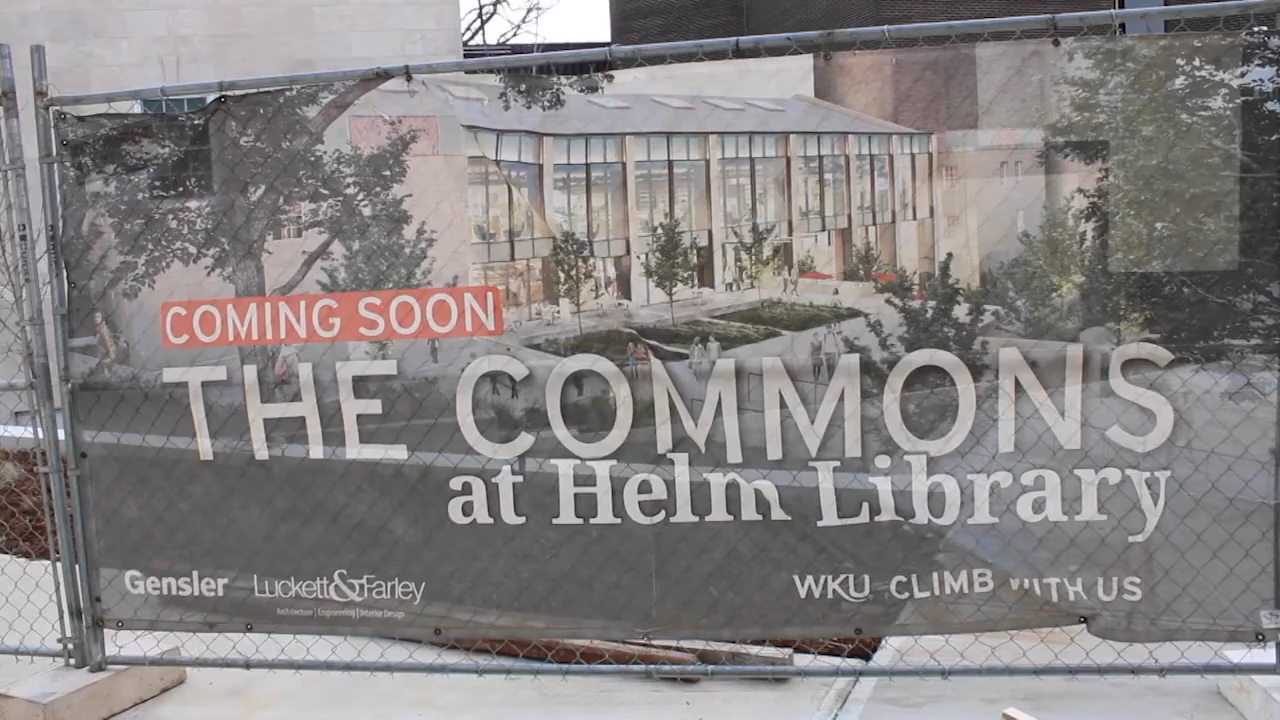 COMING SOON
THE COMMONS
at Helm Library
Gensler
Luckett&Farley
Architecture | Engineering | Interior Design
WKU CLIMB WITH US